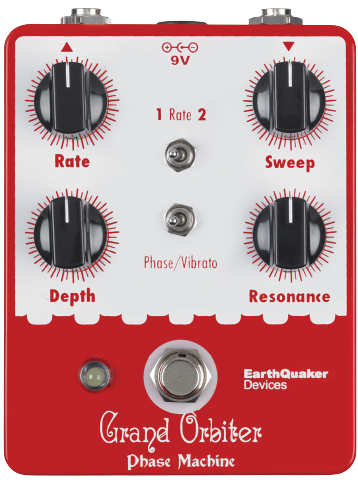 9V
1 Rate 2
Rate
Sweep
Phase/Vibrato
Depth
Resonance
EarthQuaker
Devices
Grand Orbiter
Phase Machine